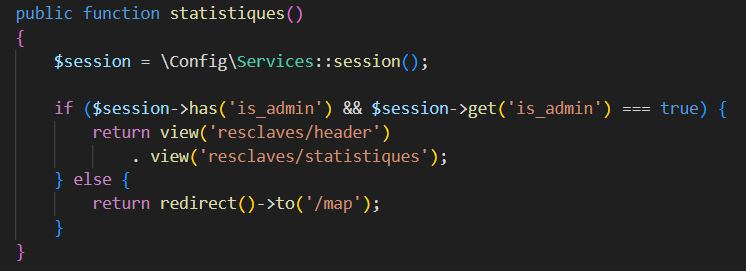 public function statistiques()
{
    $session = \Config\Services::session();

    if ($session->has('is_admin') && $session->get('is_admin') === true) {
        return view('resclaves/header')
            . view('resclaves/statistiques');
    } else {
        return redirect()->to('/map');
    }
}